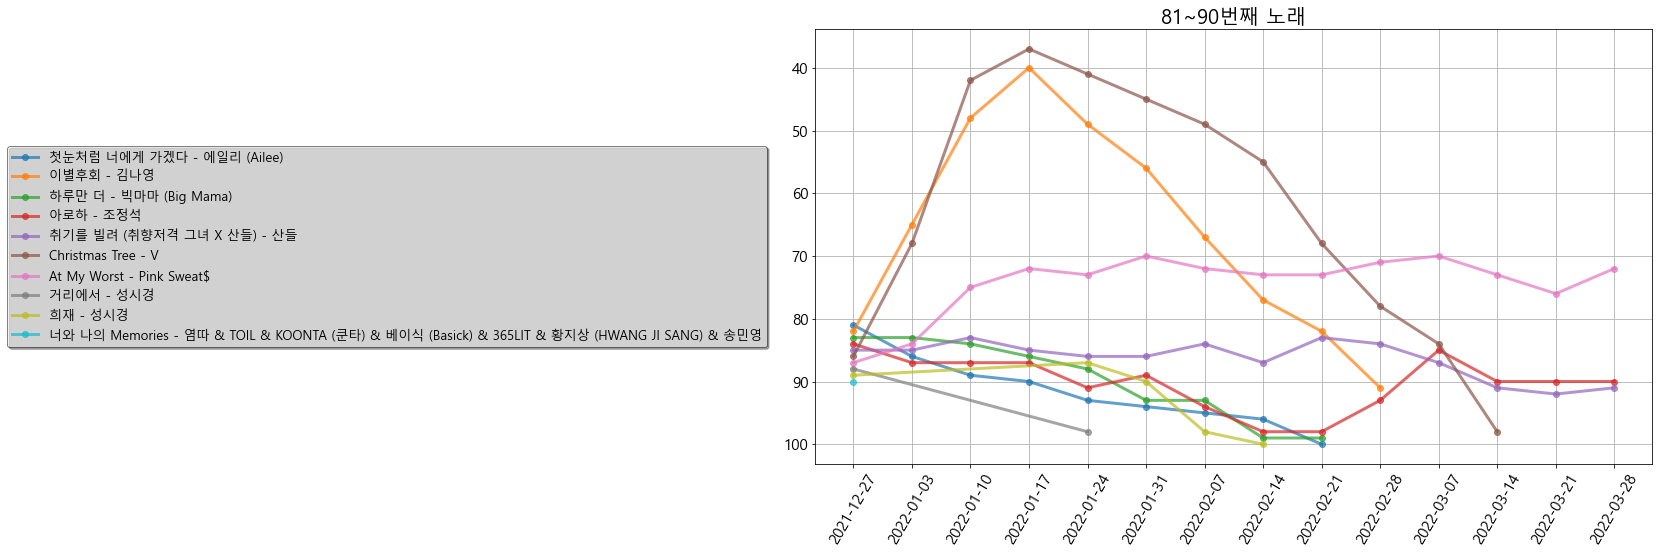 81~90번째 노래
첫눈처럼 너에게 가겠다 - 에일리 (Ailee)
이별후회 - 김나영
하루만 더 - 빅마마 (Big Mama)
아로하 - 조정석
취기를 빌려 (취향저격 그녀 X 산들) - 산들
Christmas Tree - V
At My Worst - Pink Sweat$
거리에서 - 성시경
희재 - 성시경
너와 나의 Memories - 염따 & TOIL & KOONTA (쿤타) & 베이식 (Basick) & 365LIT & 황지상 (HWANG JI SANG) & 송민영
40
50
60
70
80
90
100
2021-12-27
2022-01-03
2022-01-10
2022-01-17
2022-01-24
2022-01-31
2022-02-07
2022-02-14
2022-02-21
2022-02-28
2022-03-07
2022-03-14
2022-03-21
2022-03-28